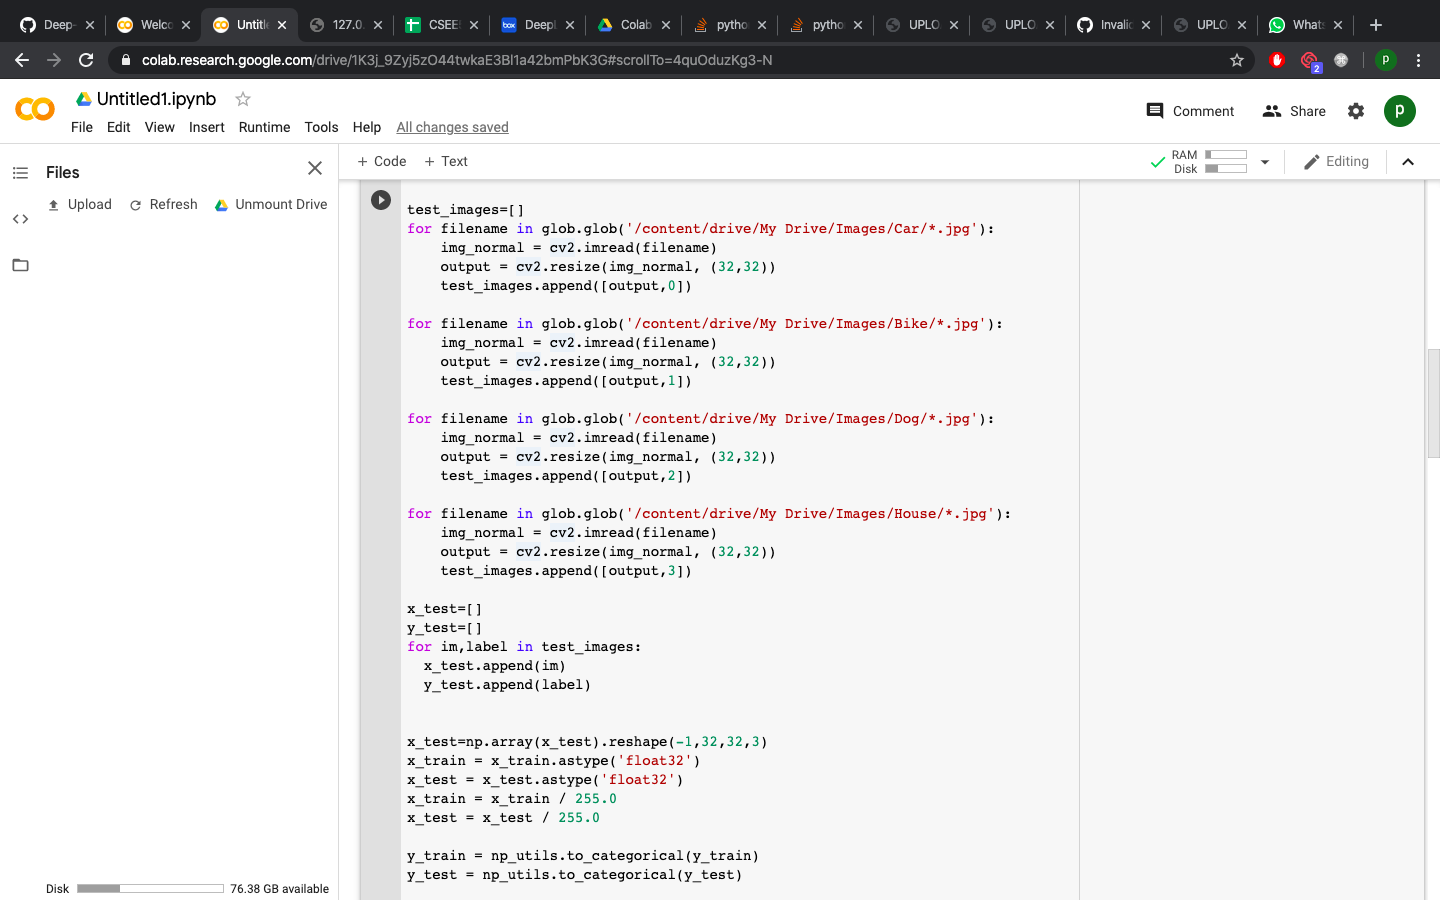 Deep-
Welco
Untitle
127.0.
CSEE
box
DeepL
Colab
pytho
pytho
UPLO
UPLO
Invalid
UPLO
Whats
colab.research.google.com/drive/1K3j_9Zyj5zO44twkaE3Bl1a42bmPbK3G#scrollTo=4quOduzKg3-N
2
p
Untitled1.ipynb
Comment
Share
p
File Edit View Insert Runtime Tools Help All changes saved
Files
+ Code + Text
RAM
Disk
Editing
Upload Refresh Unmount Drive
test_images=[]
for filename in glob.glob('/content/drive/My Drive/Images/Car/*.jpg'):
    img_normal = cv2.imread(filename)
    output = cv2.resize(img_normal, (32,32))
    test_images.append([output,0])
for filename in glob.glob('/content/drive/My Drive/Images/Bike/*.jpg'):
    img_normal = cv2.imread(filename)
    output = cv2.resize(img_normal, (32,32))
    test_images.append([output,1])
for filename in glob.glob('/content/drive/My Drive/Images/Dog/*.jpg'):
    img_normal = cv2.imread(filename)
    output = cv2.resize(img_normal, (32,32))
    test_images.append([output,2])
for filename in glob.glob('/content/drive/My Drive/Images/House/*.jpg'):
    img_normal = cv2.imread(filename)
    output = cv2.resize(img_normal, (32,32))
    test_images.append([output,3])
x_test=[]
y_test=[]
for im,label in test_images:
  x_test.append(im)
  y_test.append(label)
x_test=np.array(x_test).reshape(-1,32,32,3)
x_train = x_train.astype('float32')
x_test = x_test.astype('float32')
x_train = x_train / 255.0
x_test = x_test / 255.0
y_train = np_utils.to_categorical(y_train)
y_test = np_utils.to_categorical(y_test)
Disk 76.38 GB available